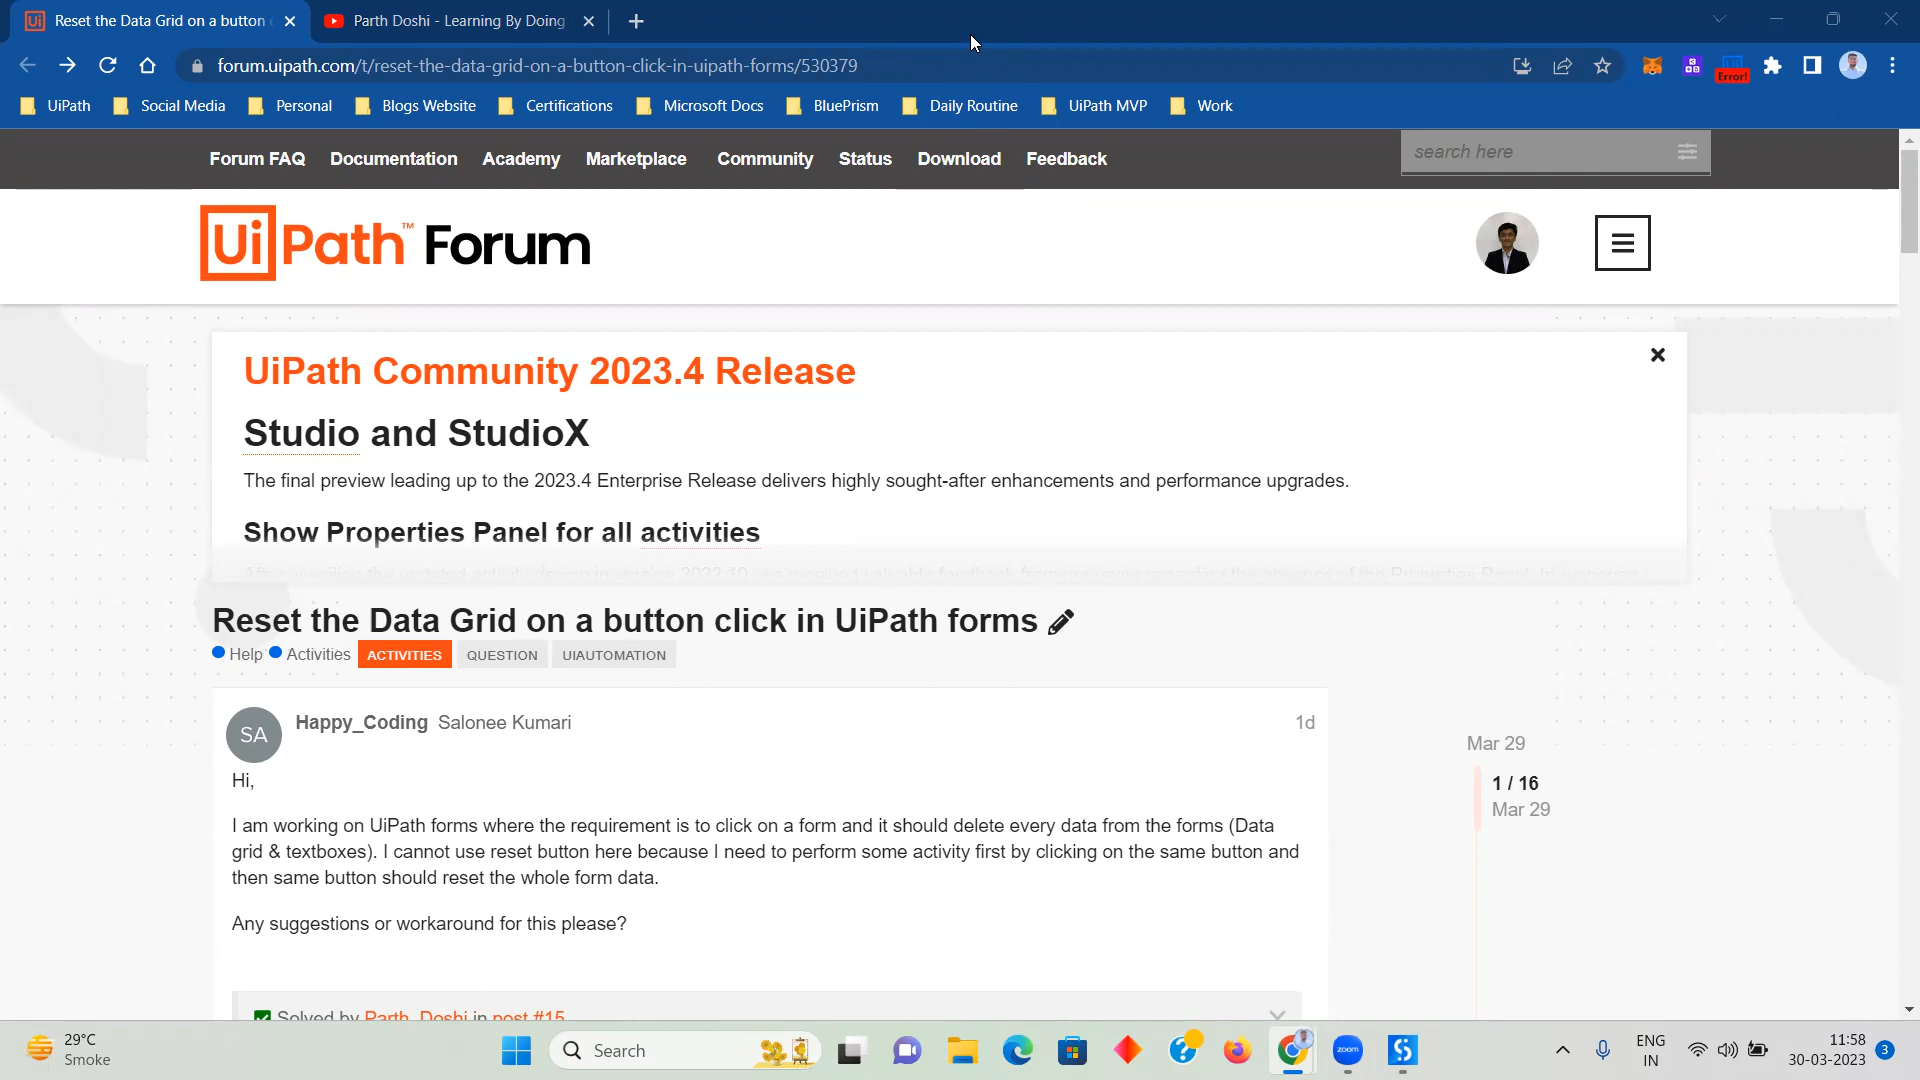 Reset the Data Grid on a button
Parth Doshi - Learning By Doing
forum.uipath.com/t/reset-the-data-grid-on-a-button-click-in-uipath-forms/530379
Error!
UiPath
Social Media
Personal
Blogs Website
Certifications
Microsoft Docs
BluePrism
Daily Routine
UiPath MVP
Work
Forum FAQ
Documentation
Academy
Marketplace
Community
Status
Download
Feedback
search here
UiPath™ Forum
UiPath Community 2023.4 Release
Studio and StudioX
The final preview leading up to the 2023.4 Enterprise Release delivers highly sought-after enhancements and performance upgrades.
Show Properties Panel for all activities
Reset the Data Grid on a button click in UiPath forms
Help Activities ACTIVITIES QUESTION UIAUTOMATION
SA
Happy_Coding Salonee Kumari
1d
Hi,
I am working on UiPath forms where the requirement is to click on a form and it should delete every data from the forms (Data
grid & textboxes). I cannot use reset button here because I need to perform some activity first by clicking on the same button and
then same button should reset the whole form data.
Any suggestions or workaround for this please?
Solved by Parth_Doshi in post #15
Mar 29
1 / 16
Mar 29
29°C
Smoke
Search
zoom
ENG
IN
11:58
30-03-2023
3